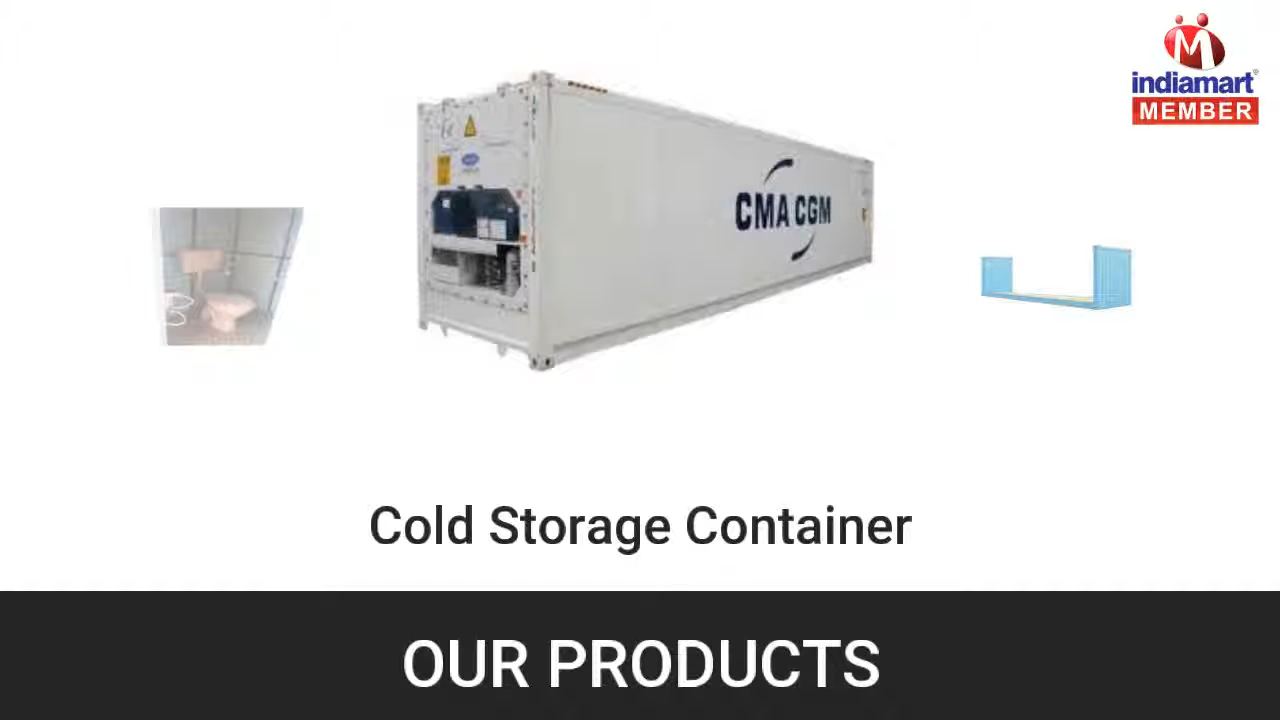 indiamart
MEMBER
CMA CGM
Cold Storage Container
OUR PRODUCTS